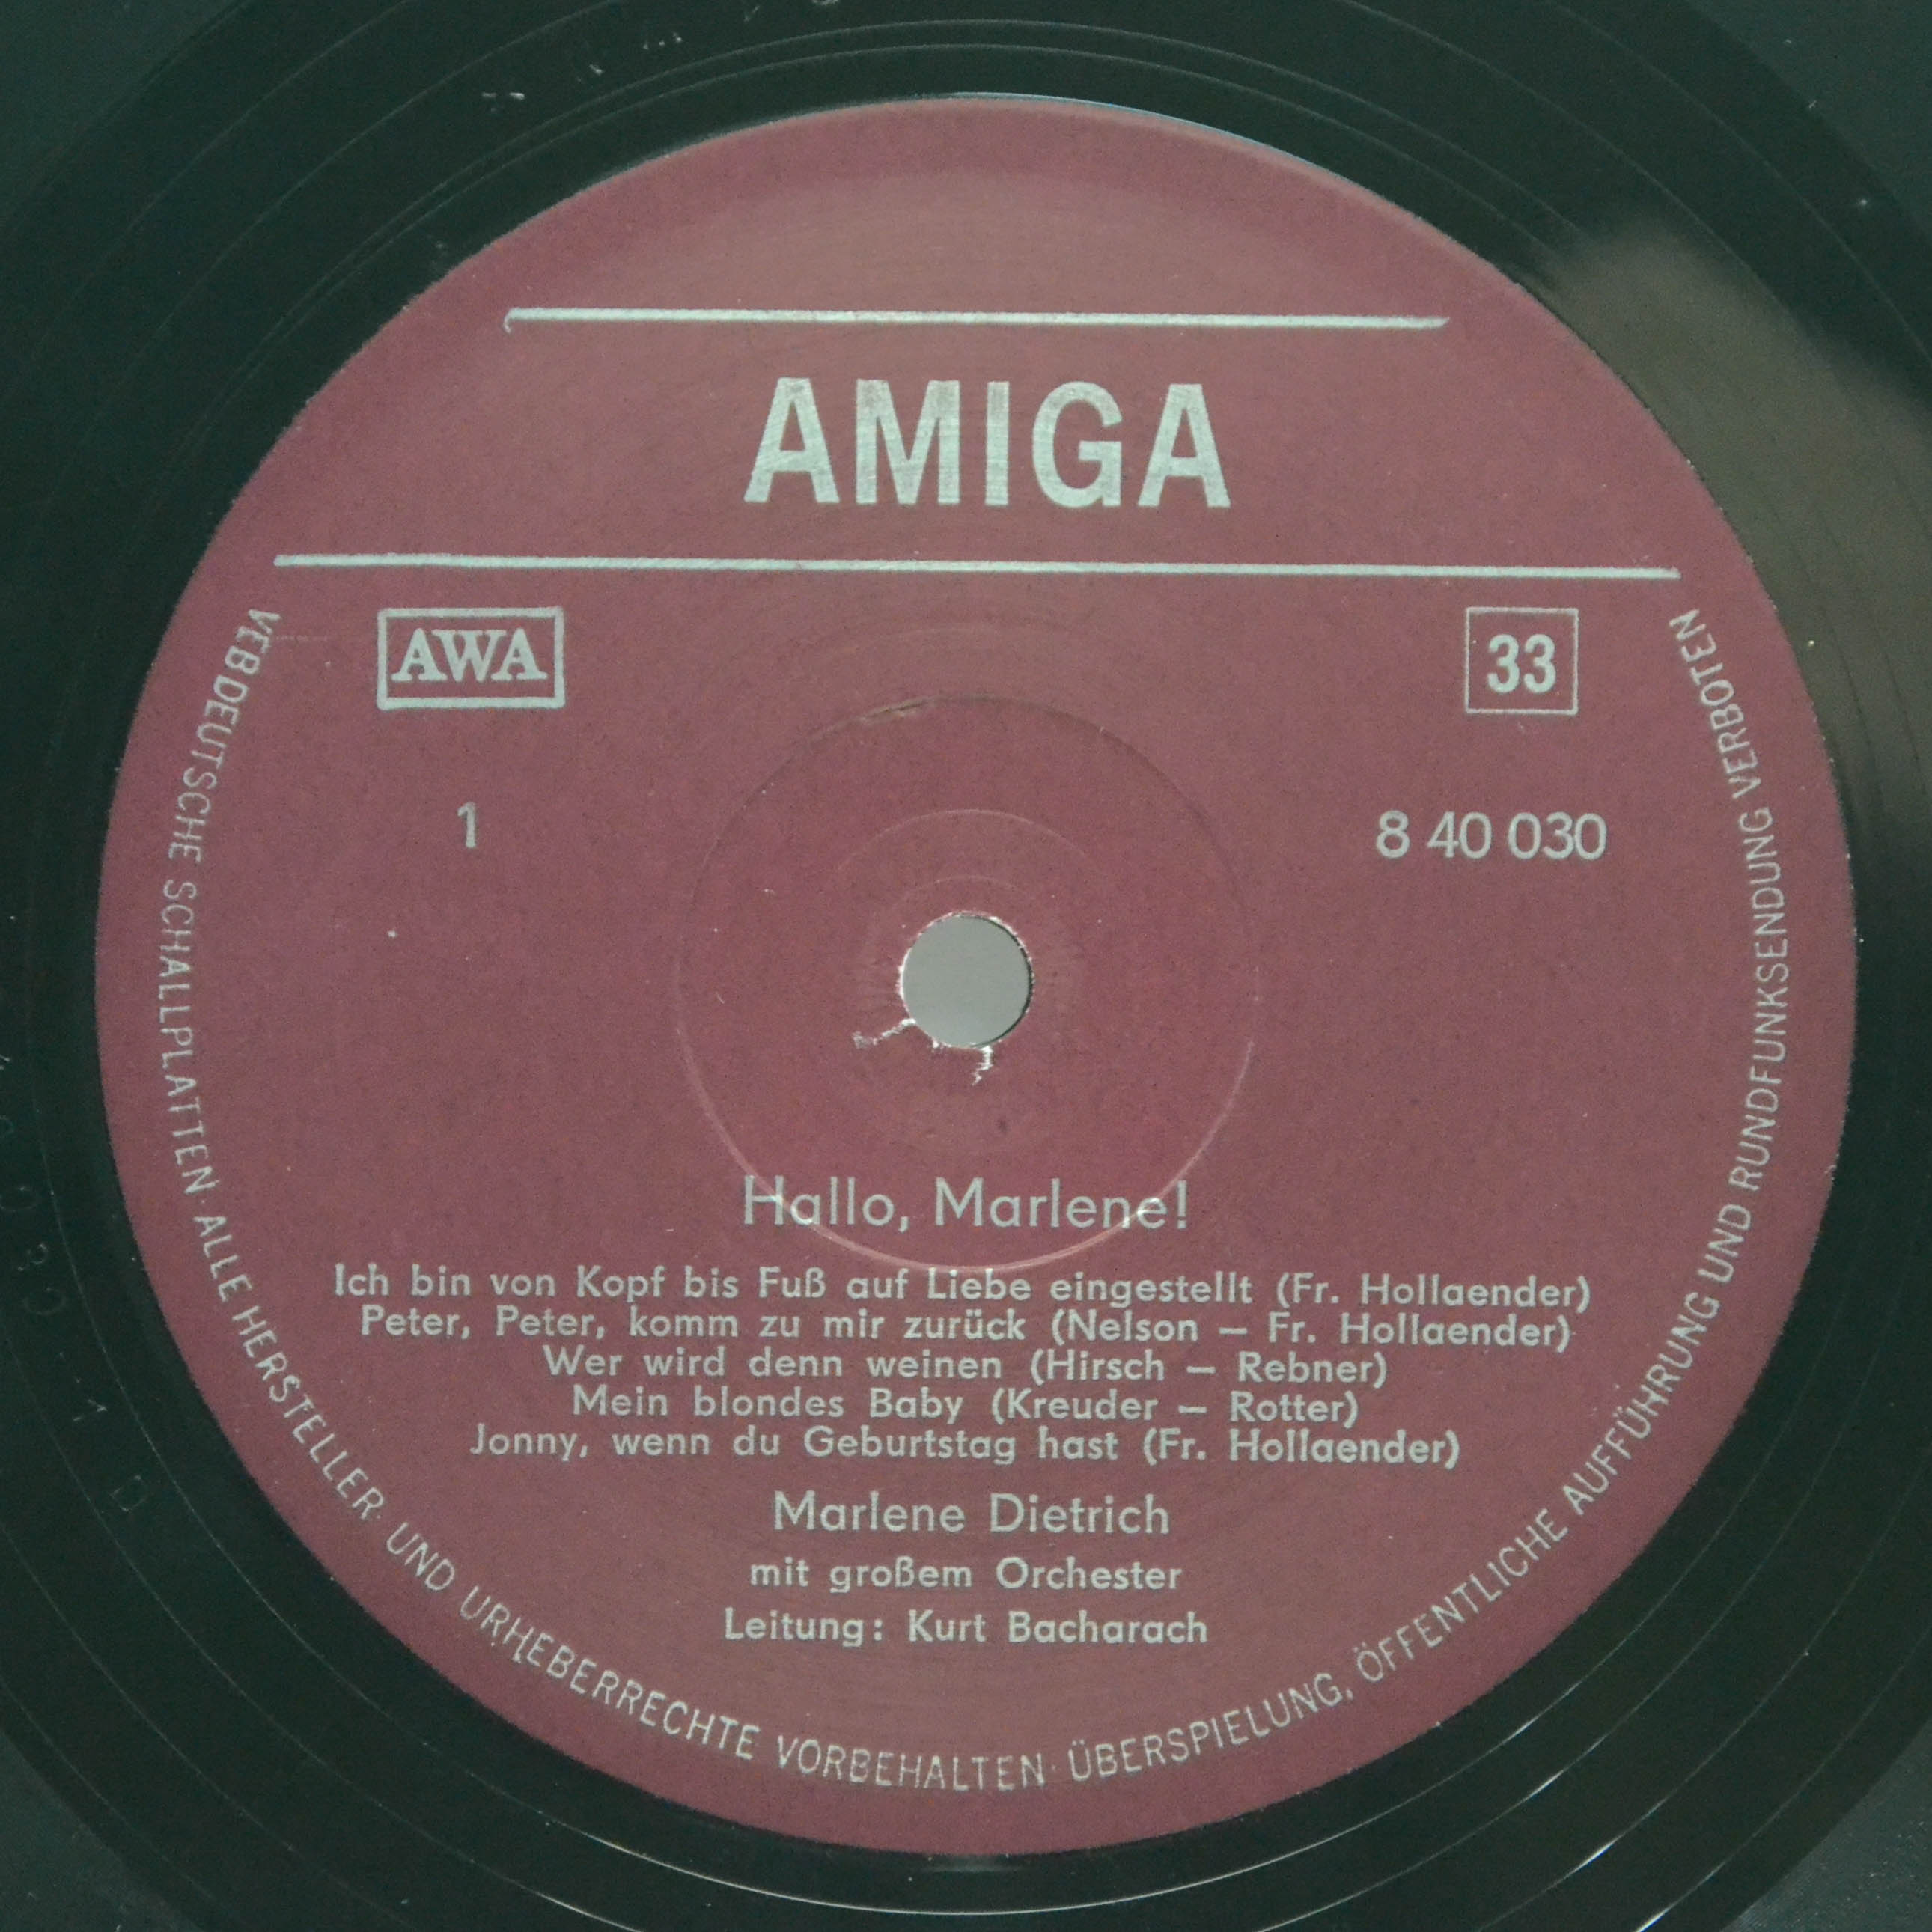 AMIGA
AWA
33
1
8 40 030
Hallo, Marlene!
Ich bin von Kopf bis Fuß auf Liebe eingestellt (Fr. Hollaender)
Peter, Peter, komm zu mir zurück (Nelson – Fr. Hollaender)
Wer wird denn weinen (Hirsch – Rebner)
Mein blondes Baby (Kreuder – Rotter)
Jonny, wenn du Geburtstag hast (Fr. Hollaender)
Marlene Dietrich
mit großem Orchester
Leitung: Kurt Bacharach
VEB DEUTSCHE SCHALLPLATTEN · ALLE HERSTELLER- UND URHEBERRECHTE VORBEHALTEN · ÜBERSPIELUNG, ÖFFENTLICHE AUFFÜHRUNG UND RUNDFUNKSENDUNG VERBOTEN